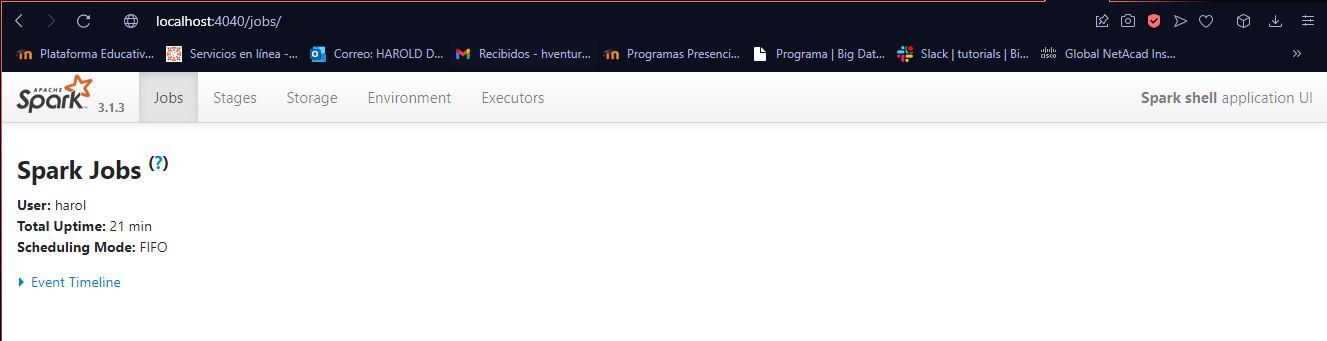 localhost:4040/jobs/
Plataforma Educativ... Servicios en línea -... Correo: HAROLD D... Recibidos - hventur... Programas Presenci... Programa | Big Dat... Slack | tutorials | Bi... Global NetAcad Ins... »
APACHE Spark 3.1.3 Jobs Stages Storage Environment Executors Spark shell application UI
Spark Jobs (?)
User: harol
Total Uptime: 21 min
Scheduling Mode: FIFO
Event Timeline